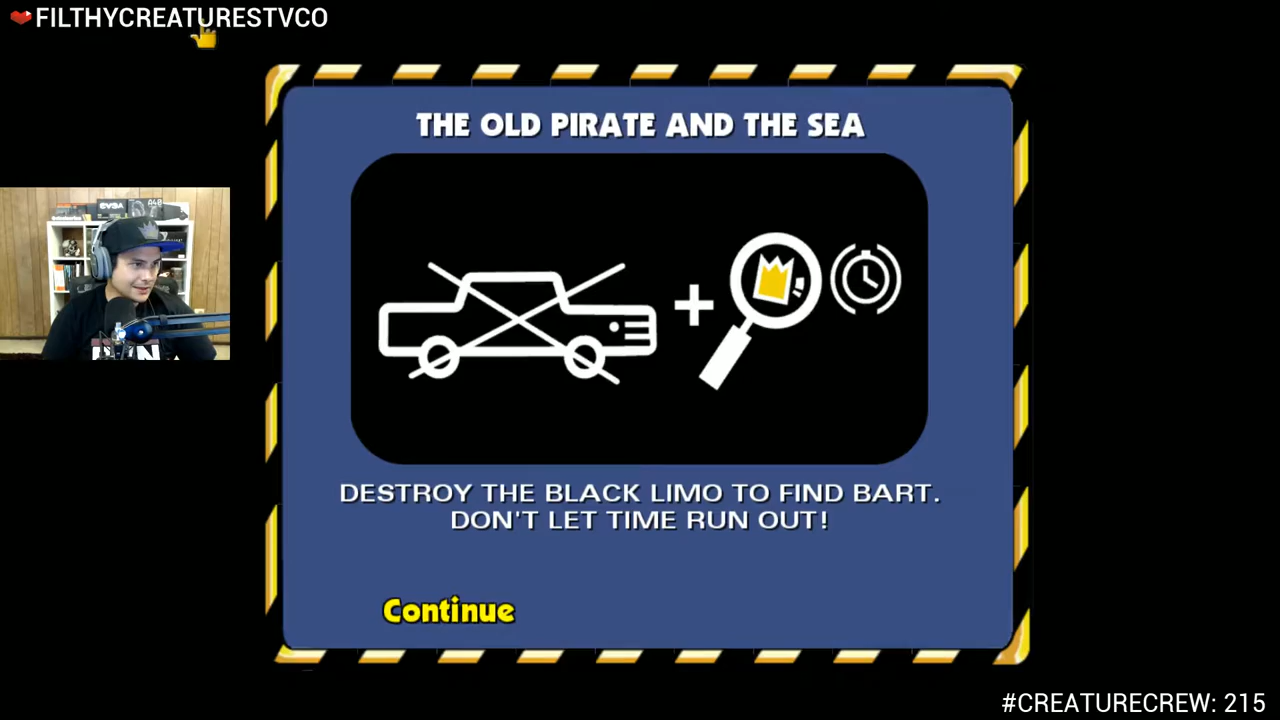 FILTHYCREATURESTVCO
THE OLD PIRATE AND THE SEA
EVGA
DESTROY THE BLACK LIMO TO FIND BART.
DON'T LET TIME RUN OUT!
Continue
#CREATURECREW: 215